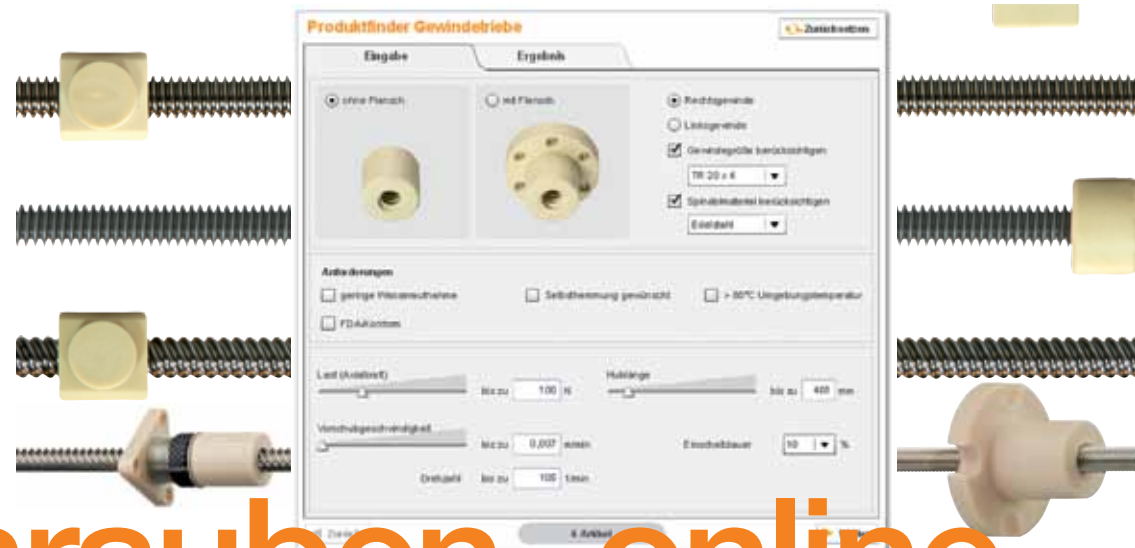 Produktfinder Gewindetriebe
Zurücksetzen
Eingabe
Ergebnis
ohne Flansch
mit Flansch
Rechtsgewinde
Linksgewinde
Gewindegröße berücksichtigen
TR 20 x 4
Spindelmaterial berücksichtigen
Edelstahl
Anforderungen
geringe Wasseraufnahme
Selbsthemmung gewünscht
> 80°C Umgebungstemperatur
FDA-konform
Last (Axialkraft)
bis zu 100 N
Hublänge
bis zu 400 mm
Vorschubgeschwindigkeit
bis zu 0,007 m/min
Einschaltdauer 10 %
Drehzahl bis zu 100 1/min
6 Artikel
online